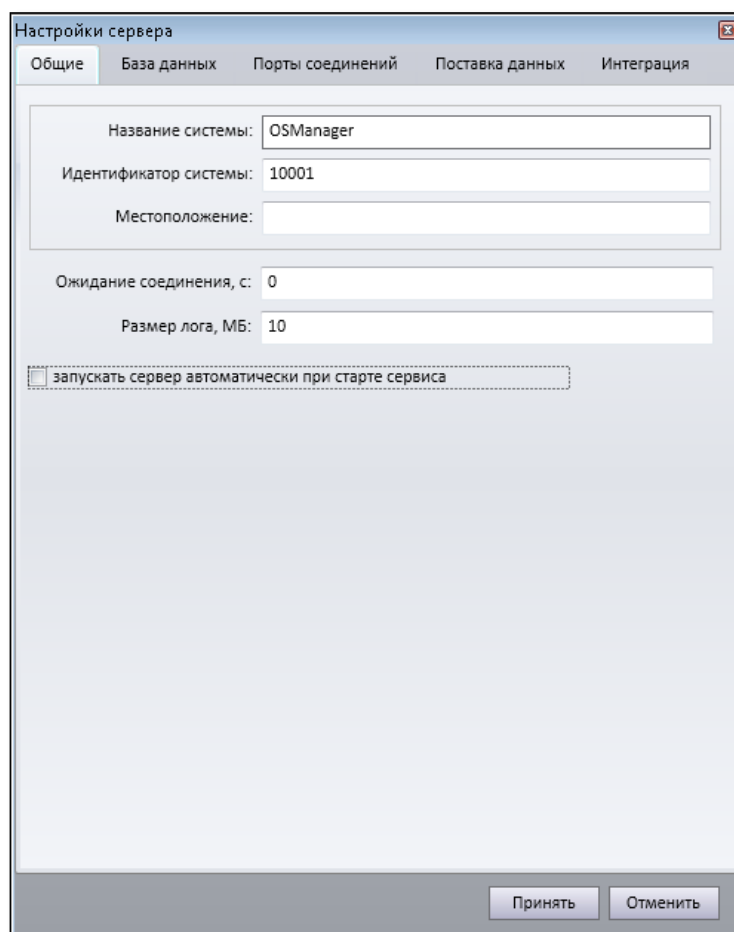 Настройки сервера
Общие База данных Порты соединений Поставка данных Интеграция
Название системы: OSManager
Идентификатор системы: 10001
Местоположение:
Ожидание соединения, с: 0
Размер лога, МБ: 10
запускать сервер автоматически при старте сервиса
Принять Отменить